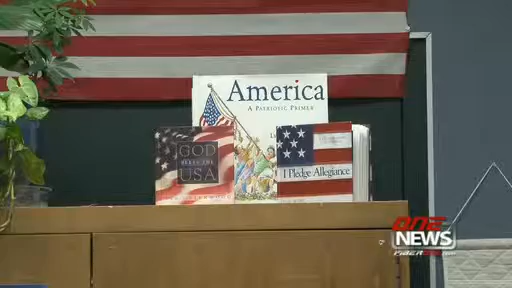 America
A PATRIOTIC PRIMER
GOD
BLESS THE
USA
I Pledge Allegiance
ONE
NEWS